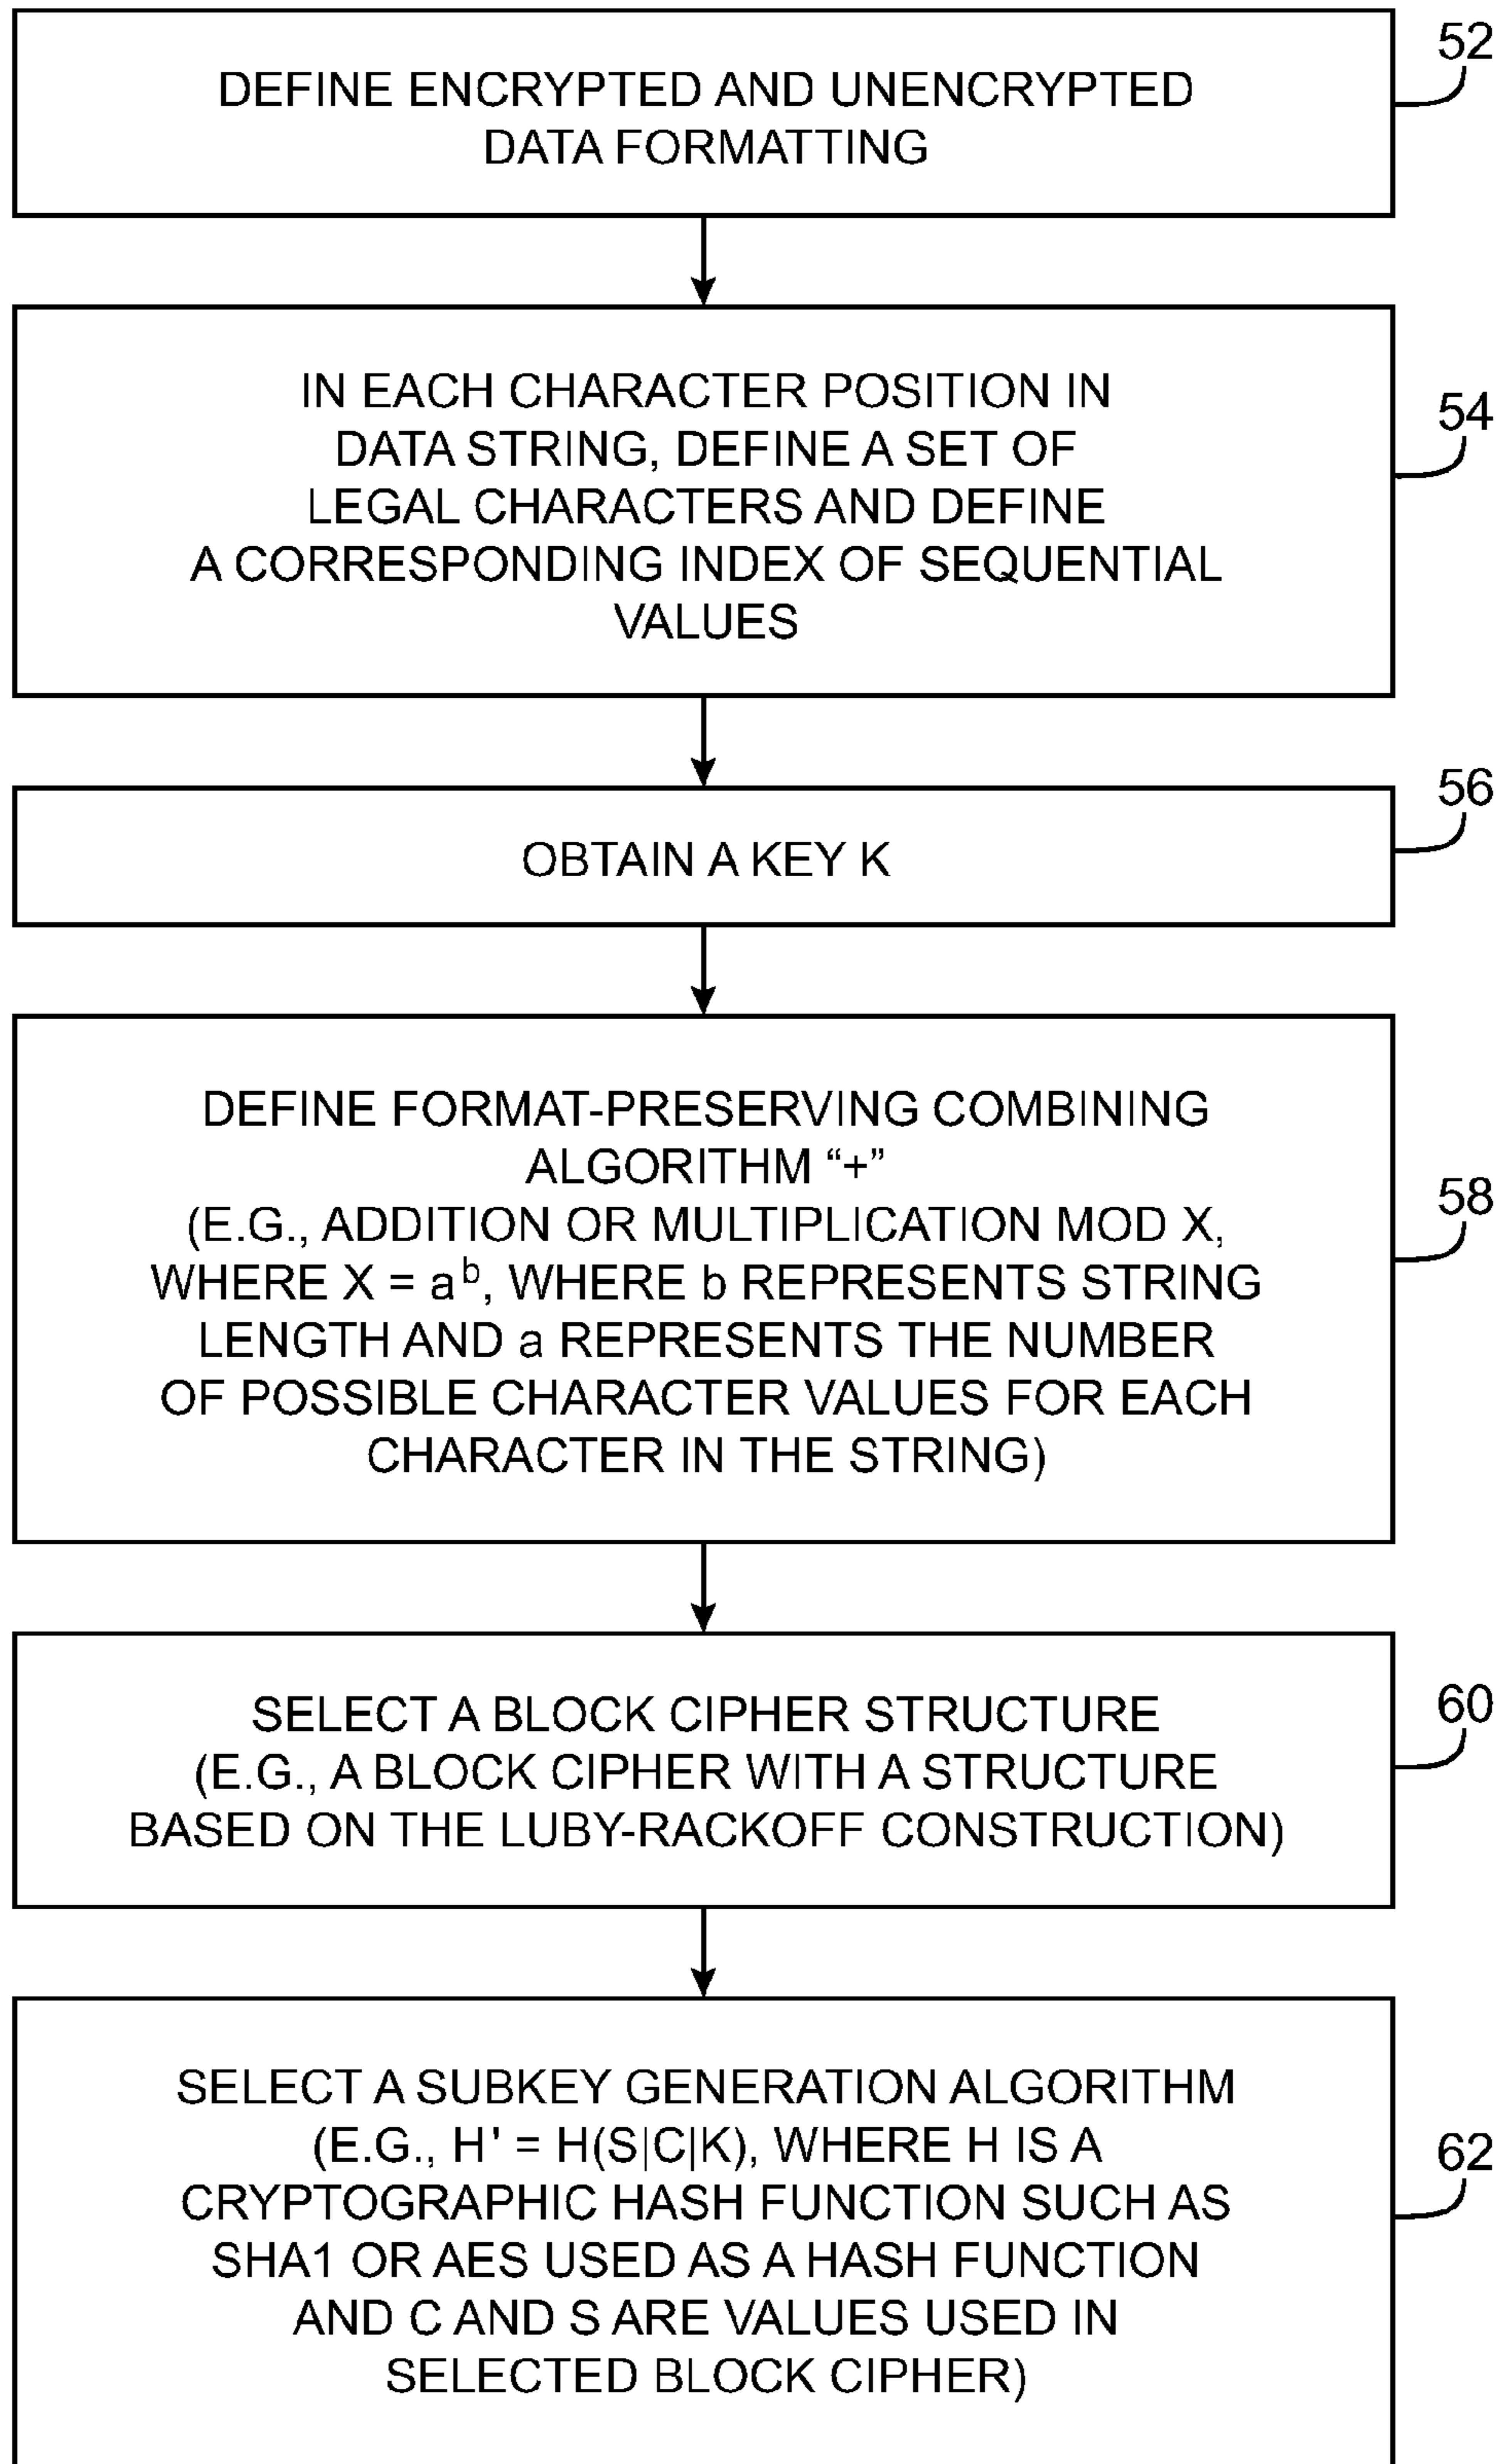 52
DEFINE ENCRYPTED AND UNENCRYPTED
DATA FORMATTING
54
IN EACH CHARACTER POSITION IN
DATA STRING, DEFINE A SET OF
LEGAL CHARACTERS AND DEFINE
A CORRESPONDING INDEX OF SEQUENTIAL
VALUES
56
OBTAIN A KEY K
58
DEFINE FORMAT-PRESERVING COMBINING
ALGORITHM “+”
(E.G., ADDITION OR MULTIPLICATION MOD X,
WHERE X = aᵇ, WHERE b REPRESENTS STRING
LENGTH AND a REPRESENTS THE NUMBER
OF POSSIBLE CHARACTER VALUES FOR EACH
CHARACTER IN THE STRING)
60
SELECT A BLOCK CIPHER STRUCTURE
(E.G., A BLOCK CIPHER WITH A STRUCTURE
BASED ON THE LUBY-RACKOFF CONSTRUCTION)
62
SELECT A SUBKEY GENERATION ALGORITHM
(E.G., H' = H(S|C|K), WHERE H IS A
CRYPTOGRAPHIC HASH FUNCTION SUCH AS
SHA1 OR AES USED AS A HASH FUNCTION
AND C AND S ARE VALUES USED IN
SELECTED BLOCK CIPHER)